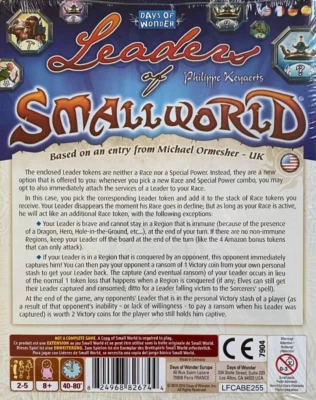 DAYS OF WONDER
Leaders
of
Philippe Keyaerts
SMALLWORLD
Based on an entry from Michael Ormesher - UK
The enclosed Leader tokens are neither a Race nor a Special Power. Instead, they are a new
option that is offered to you: whenever you pick a new Race and Special Power combo, you may
opt to also immediately attach the services of a Leader to your Race.
In this case, you pick the corresponding Leader token and add it to the stack of Race tokens
you receive. Your Leader disappears the moment his Race goes in decline, but as long as your Race is active,
he will act like an additional Race token, with the following exceptions:
Your Leader is brave and cannot stay in a Region that is immune (because of the presence
of a Dragon, Hero, Hole-in-the-Ground, etc...), at the end of your turn. If there are no non-immune
Regions, keep your Leader off the board at the end of the turn (like the 4 Amazon bonus tokens
that can only attack).
If your Leader is in a Region that is conquered by an opponent, this opponent immediately
captures him! You can then pay your opponent a ransom of 1 Victory coin from your own personal
stash to get your Leader back. The capture (and eventual ransom) of your Leader occurs in lieu
of the normal 1 token loss that happens when a Region is conquered (if any; Elves can still get
their Leader captured and ransomed; ditto for a Leader falling victim to a Sorcerers' spell).
At the end of the game, any opponents' Leader that is in the personal Victory stash of a player (as
a result of that opponent's inability - or lack of willingness - to pay a ransom when his Leader was
captured) is worth 2 Victory coins for the player who still holds him captive.
2-5
8+
40-80'
NOT A COMPLETE GAME. A Copy of Small World is required to play.
8 24968 82674 4
Days of Wonder Europe
75008 Paris FRANCE
Days of Wonder
Los Altos, CA 94022 USA
CE
7904
LFCABE255